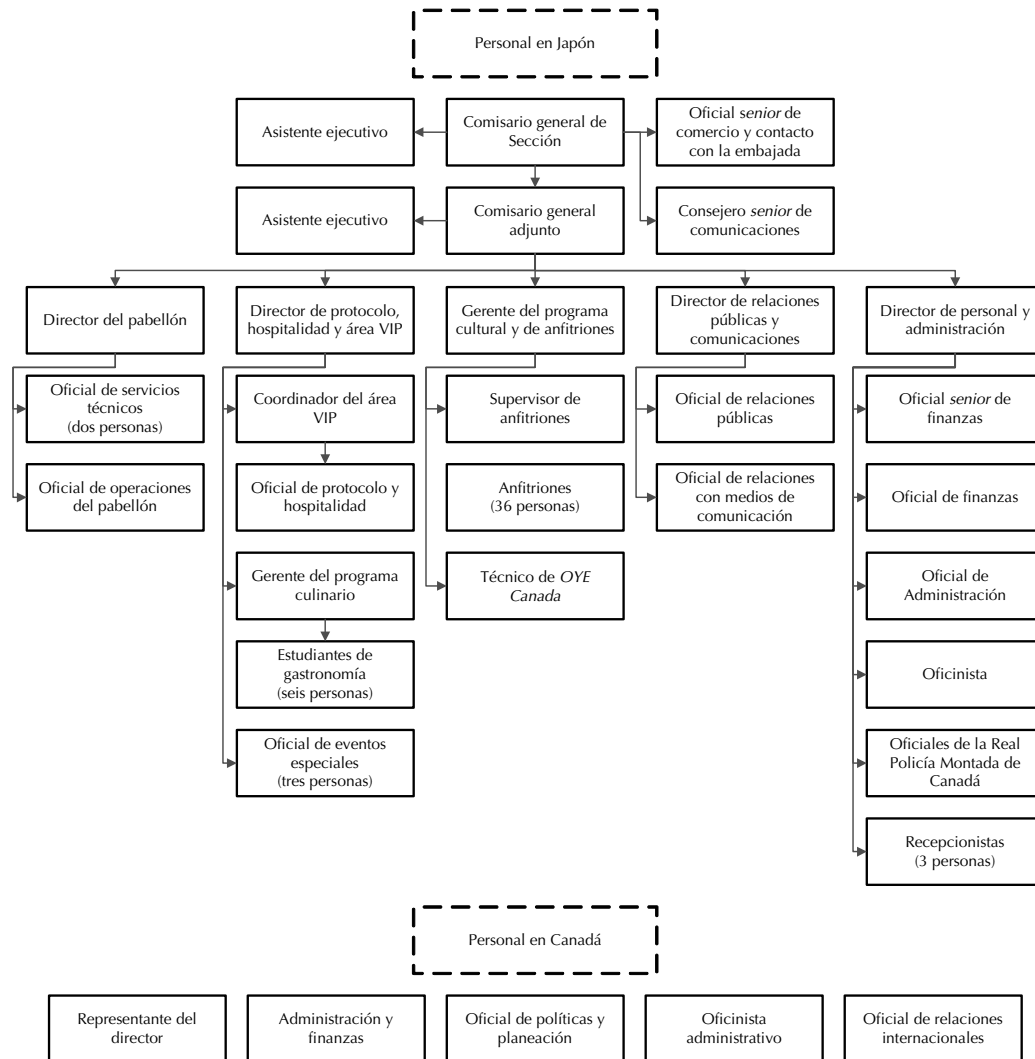 Personal en Japón
Asistente ejecutivo
Comisario general de
Sección
Oficial senior de
comercio y contacto
con la embajada
Asistente ejecutivo
Comisario general
adjunto
Consejero senior de
comunicaciones
Director del pabellón
Director de protocolo,
hospitalidad y área VIP
Gerente del programa
cultural y de anfitriones
Director de relaciones
públicas y
comunicaciones
Director de personal y
administración
Oficial de servicios
técnicos
(dos personas)
Coordinador del área
VIP
Supervisor de
anfitriones
Oficial de relaciones
públicas
Oficial senior de
finanzas
Oficial de operaciones
del pabellón
Oficial de protocolo y
hospitalidad
Anfitriones
(36 personas)
Oficial de relaciones
con medios de
comunicación
Oficial de finanzas
Gerente del programa
culinario
Técnico de OYE
Canada
Oficial de
Administración
Estudiantes de
gastronomía
(seis personas)
Oficinista
Oficial de eventos
especiales
(tres personas)
Oficiales de la Real
Policía Montada de
Canadá
Recepcionistas
(3 personas)
Personal en Canadá
Representante del
director
Administración y
finanzas
Oficial de políticas y
planeación
Oficinista
administrativo
Oficial de relaciones
internacionales